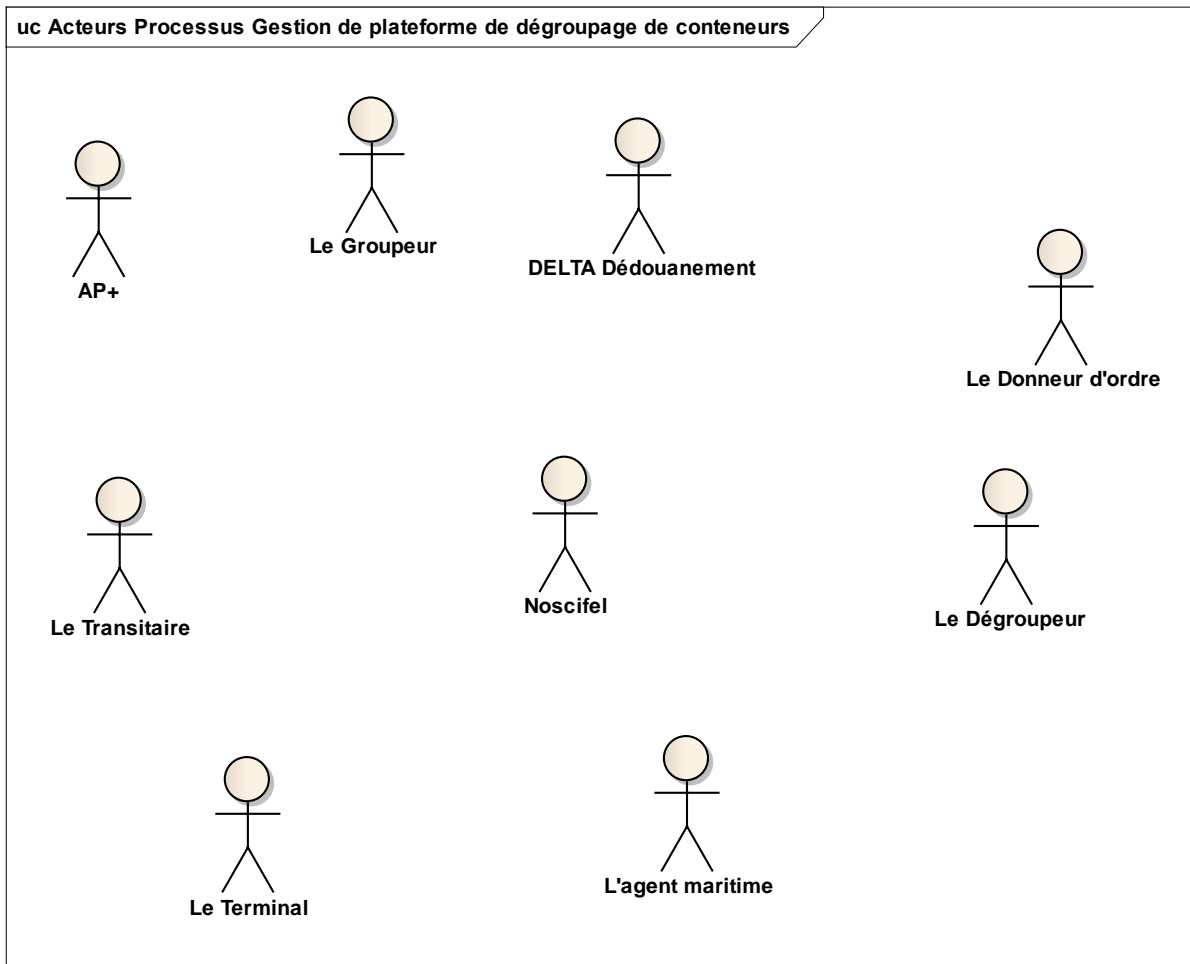 uc Acteurs Processus Gestion de plateforme de dégroupage de conteneurs
AP+
Le Groupeur
DELTA Dédouanement
Le Donneur d'ordre
Le Transitaire
Noscifel
Le Dégroupeur
Le Terminal
L'agent maritime